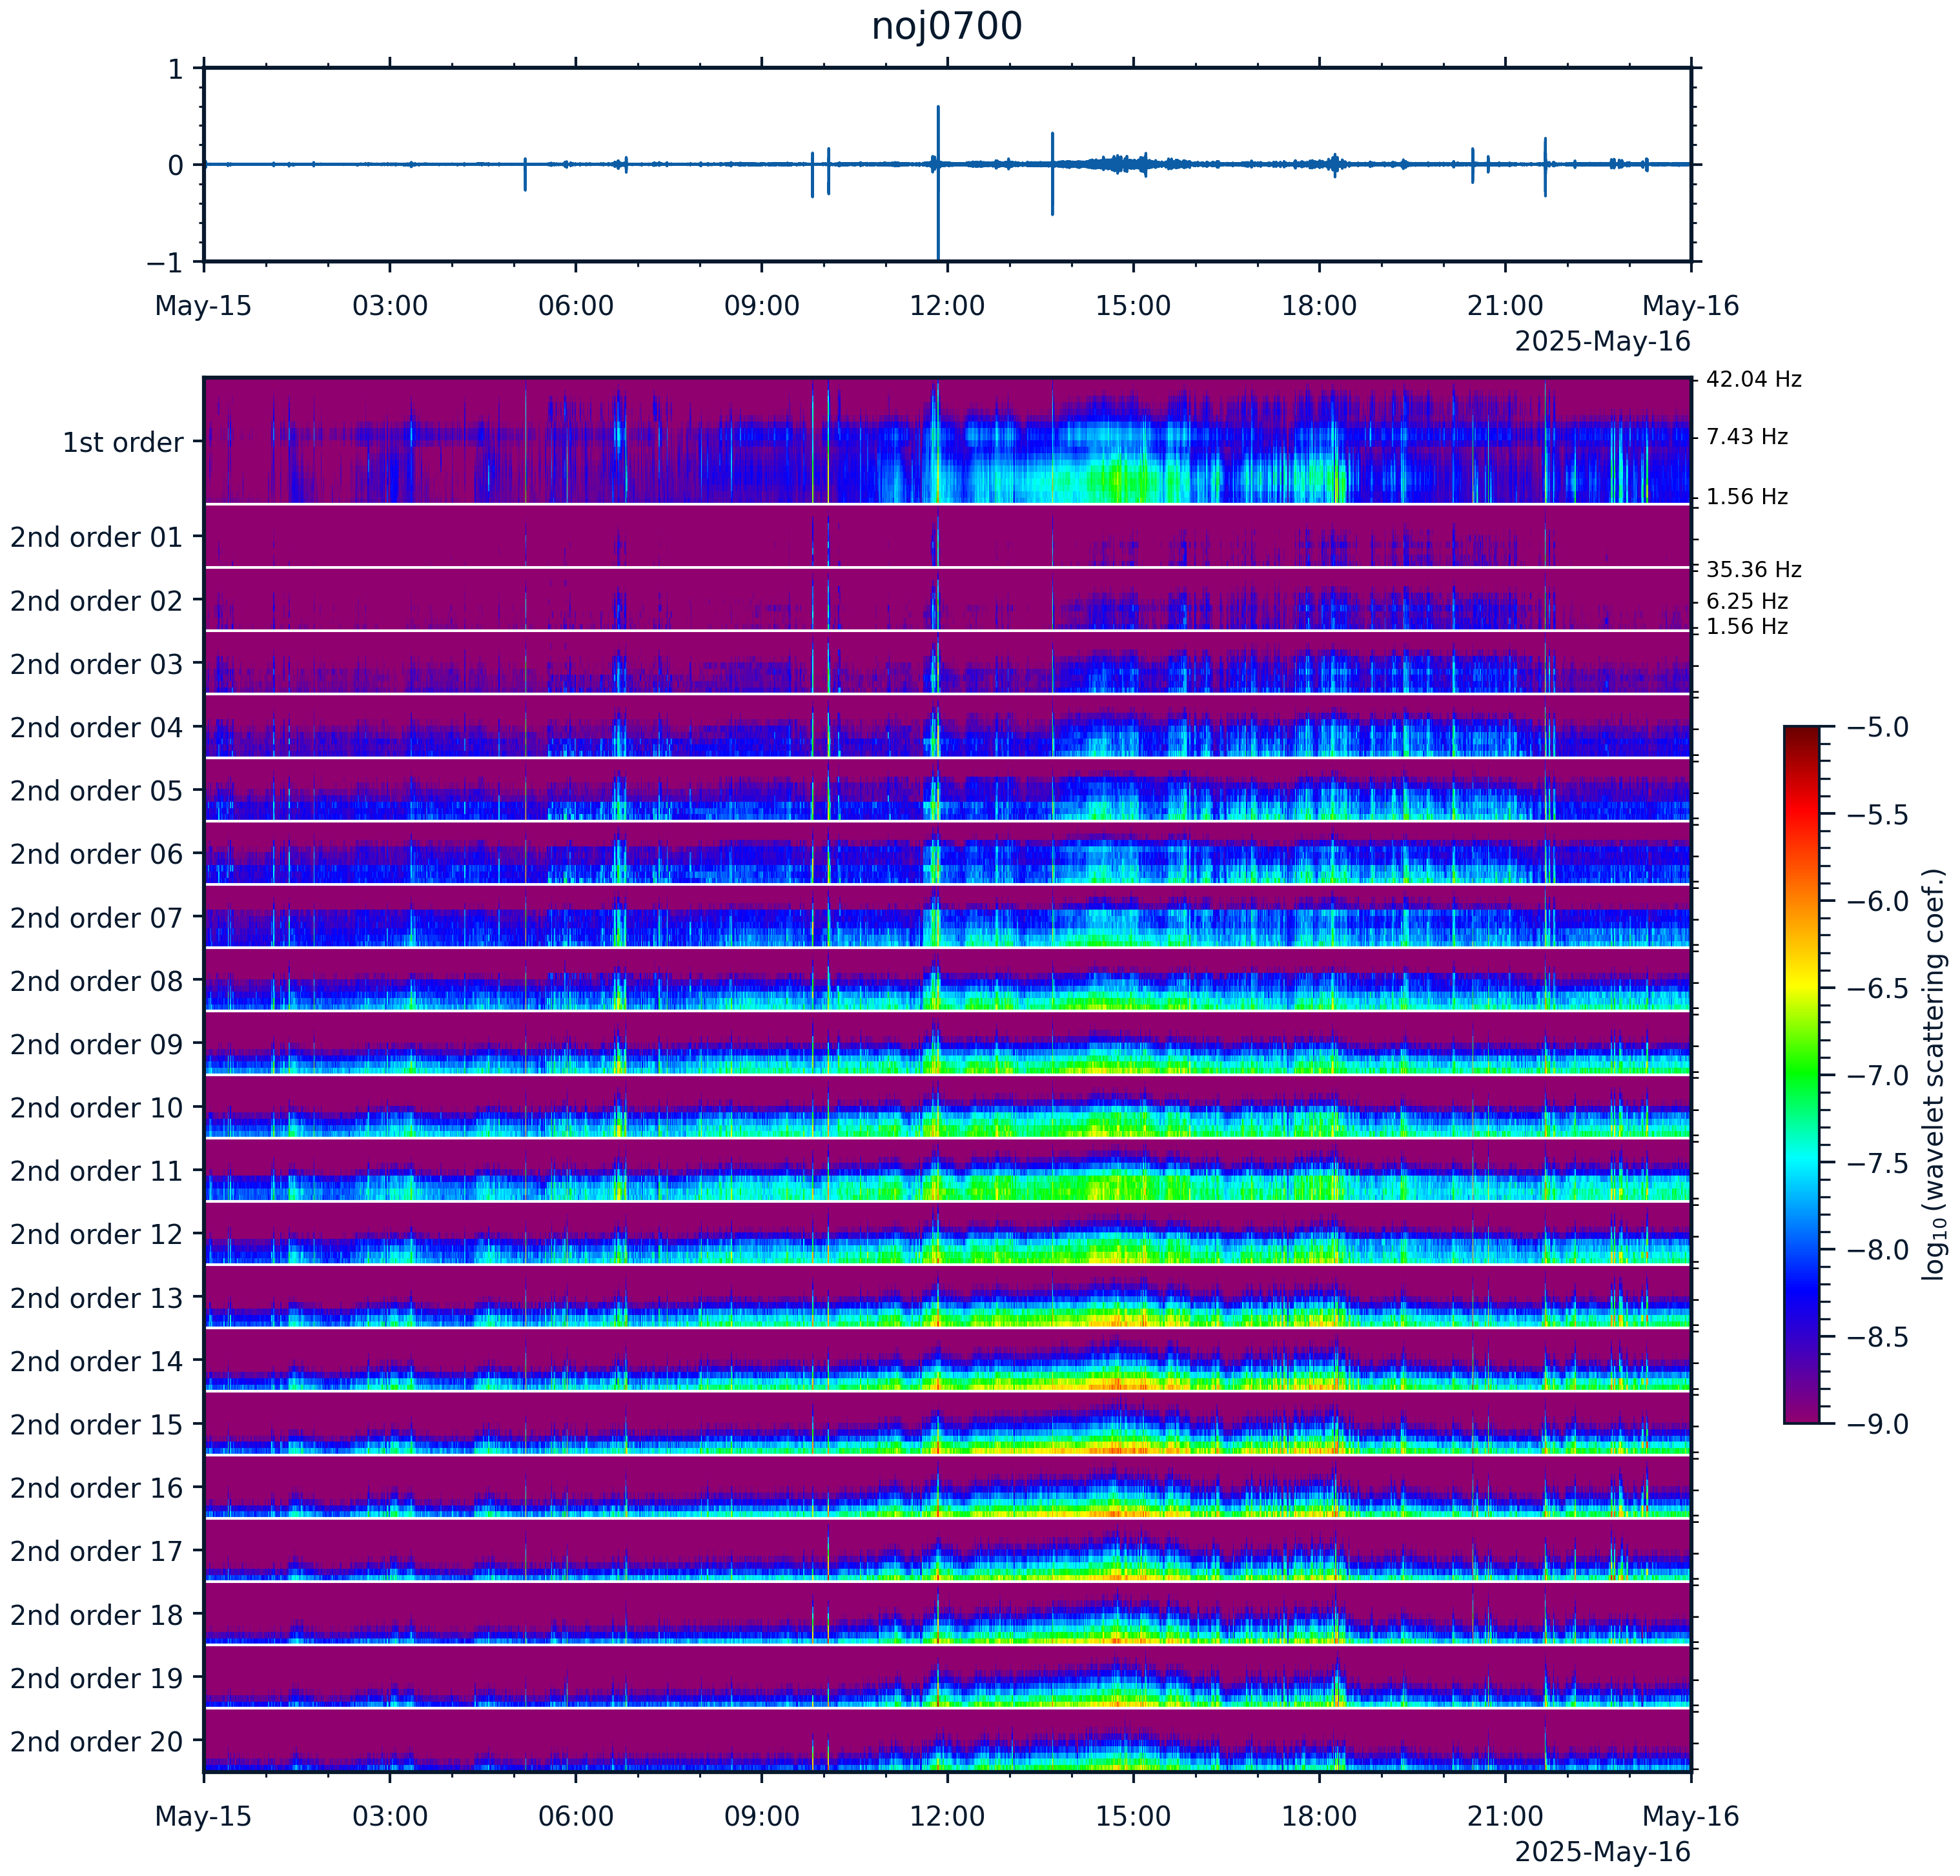 noj0700
1
0
−1
May-15 03:00 06:00 09:00 12:00 15:00 18:00 21:00 May-16
2025-May-16
42.04 Hz
1st order 7.43 Hz
1.56 Hz
2nd order 01
35.36 Hz
2nd order 02 6.25 Hz
1.56 Hz
2nd order 03
2nd order 04
2nd order 05
2nd order 06
2nd order 07
2nd order 08
2nd order 09
2nd order 10
2nd order 11
2nd order 12
2nd order 13
2nd order 14
2nd order 15
2nd order 16
2nd order 17
2nd order 18
2nd order 19
2nd order 20
−5.0
−5.5
−6.0
−6.5
−7.0
−7.5
−8.0
−8.5
−9.0
log₁₀(wavelet scattering coef.)
May-15 03:00 06:00 09:00 12:00 15:00 18:00 21:00 May-16
2025-May-16